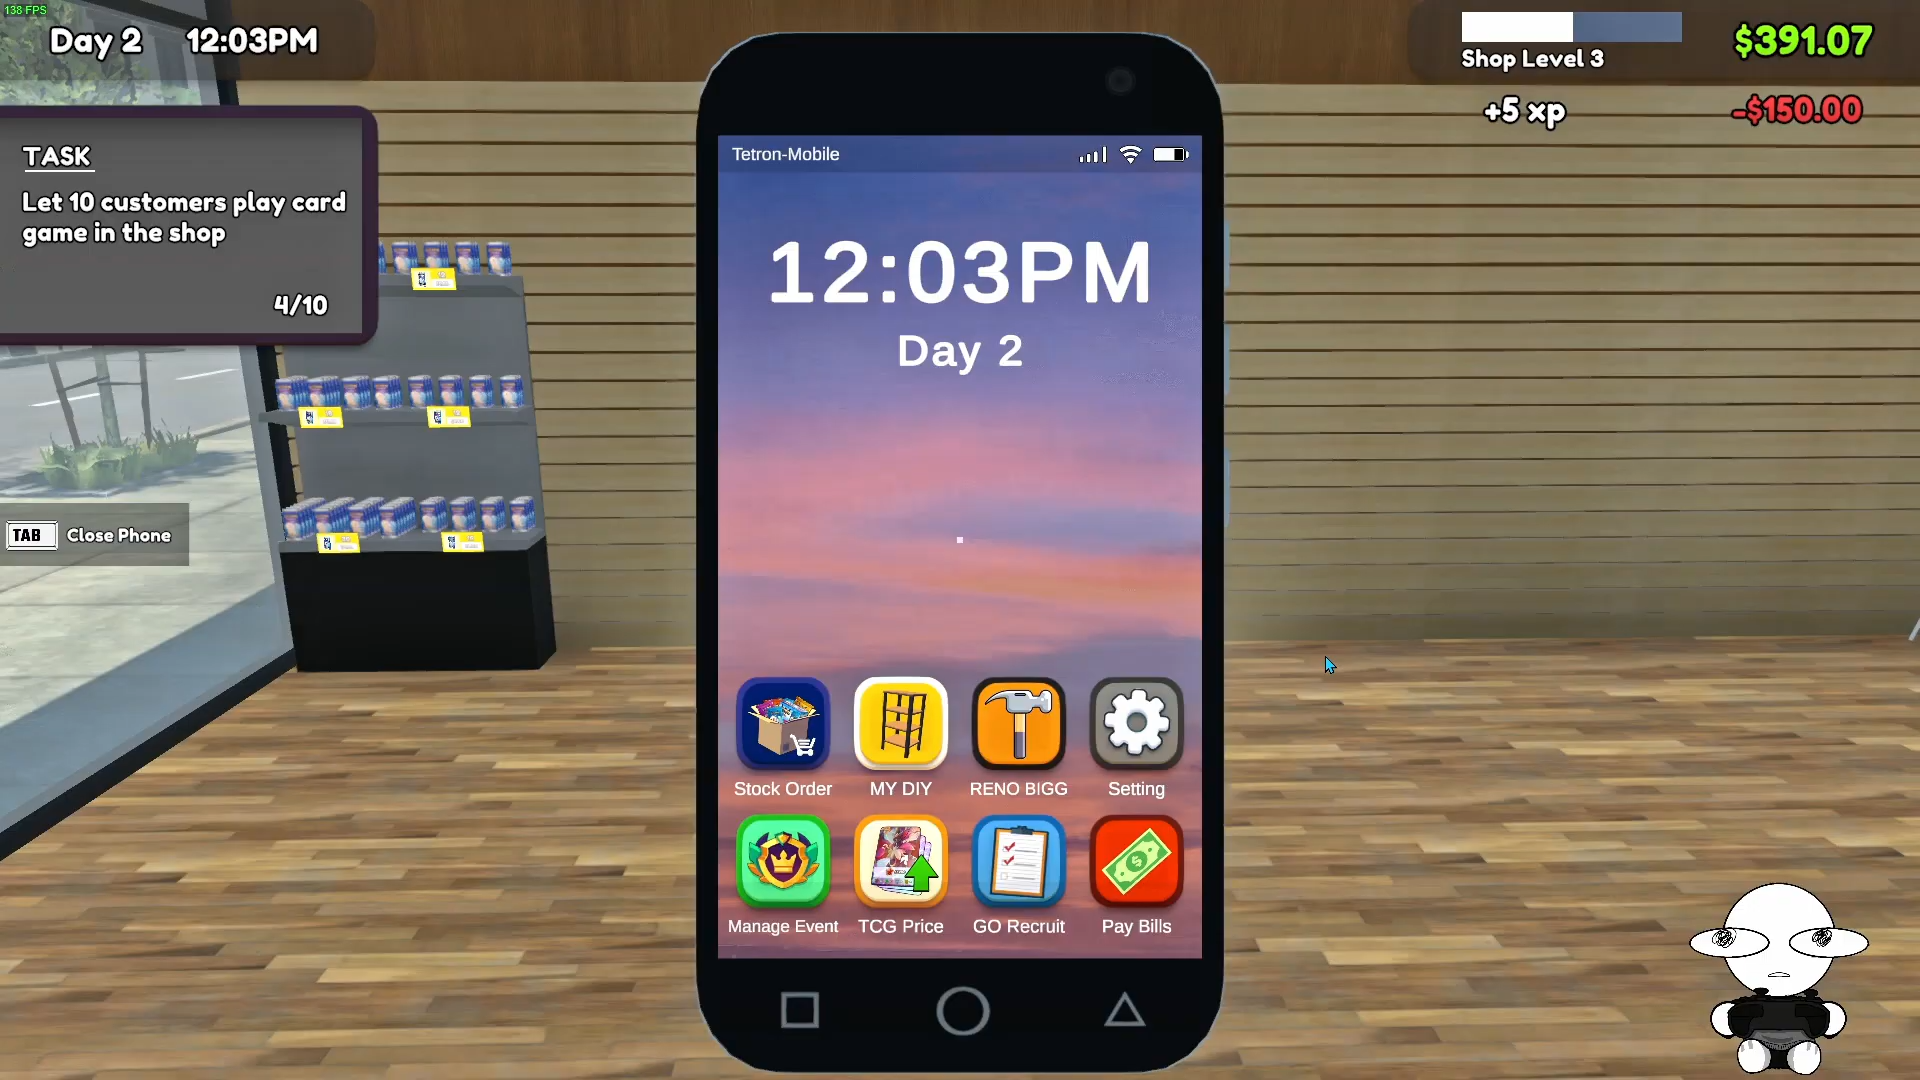 138 FPS
Day 2 12:03PM
Shop Level 3
$391.07
+5 xp
-$150.00
TASK
Let 10 customers play card
game in the shop
4/10
TAB Close Phone
Tetron-Mobile
12:03PM
Day 2
Stock Order
MY DIY
RENO BIGG
Setting
Manage Event
TCG Price
GO Recruit
Pay Bills